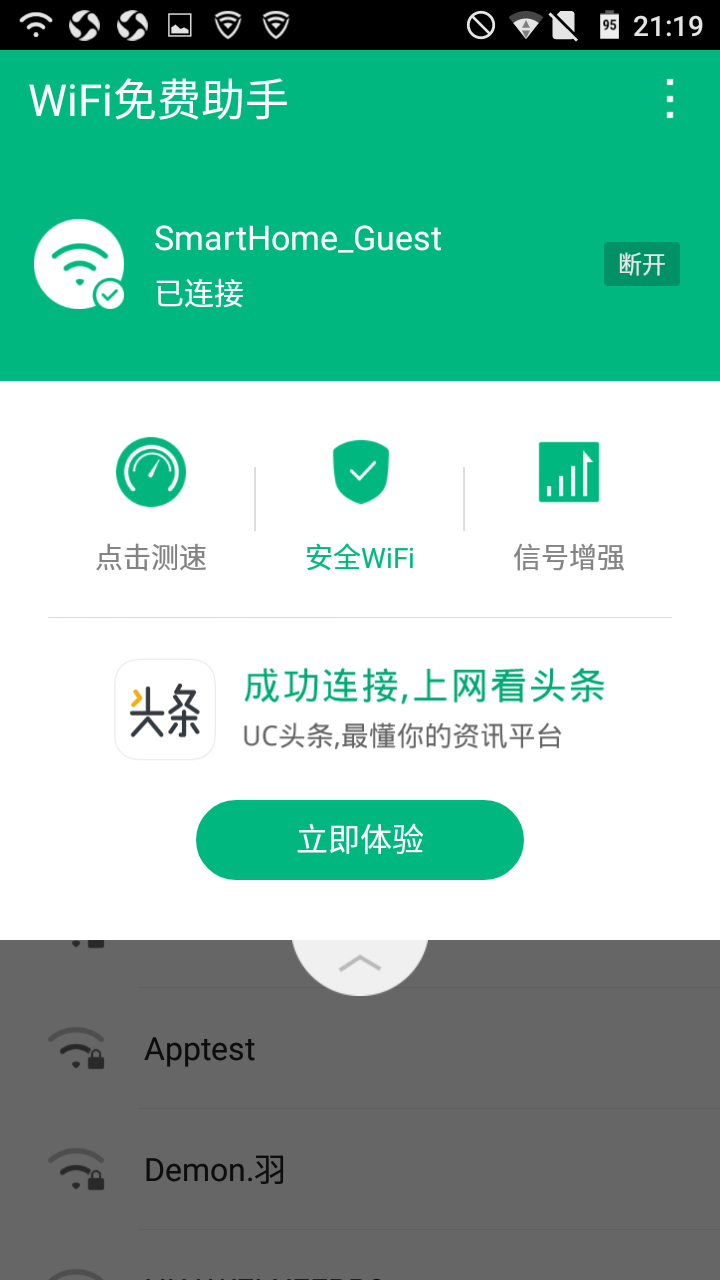 95 21:19
WiFi免费助手
SmartHome_Guest
已连接
断开
点击测速
安全WiFi
信号增强
头条
成功连接,上网看头条
UC头条,最懂你的资讯平台
立即体验
Apptest
Demon.羽